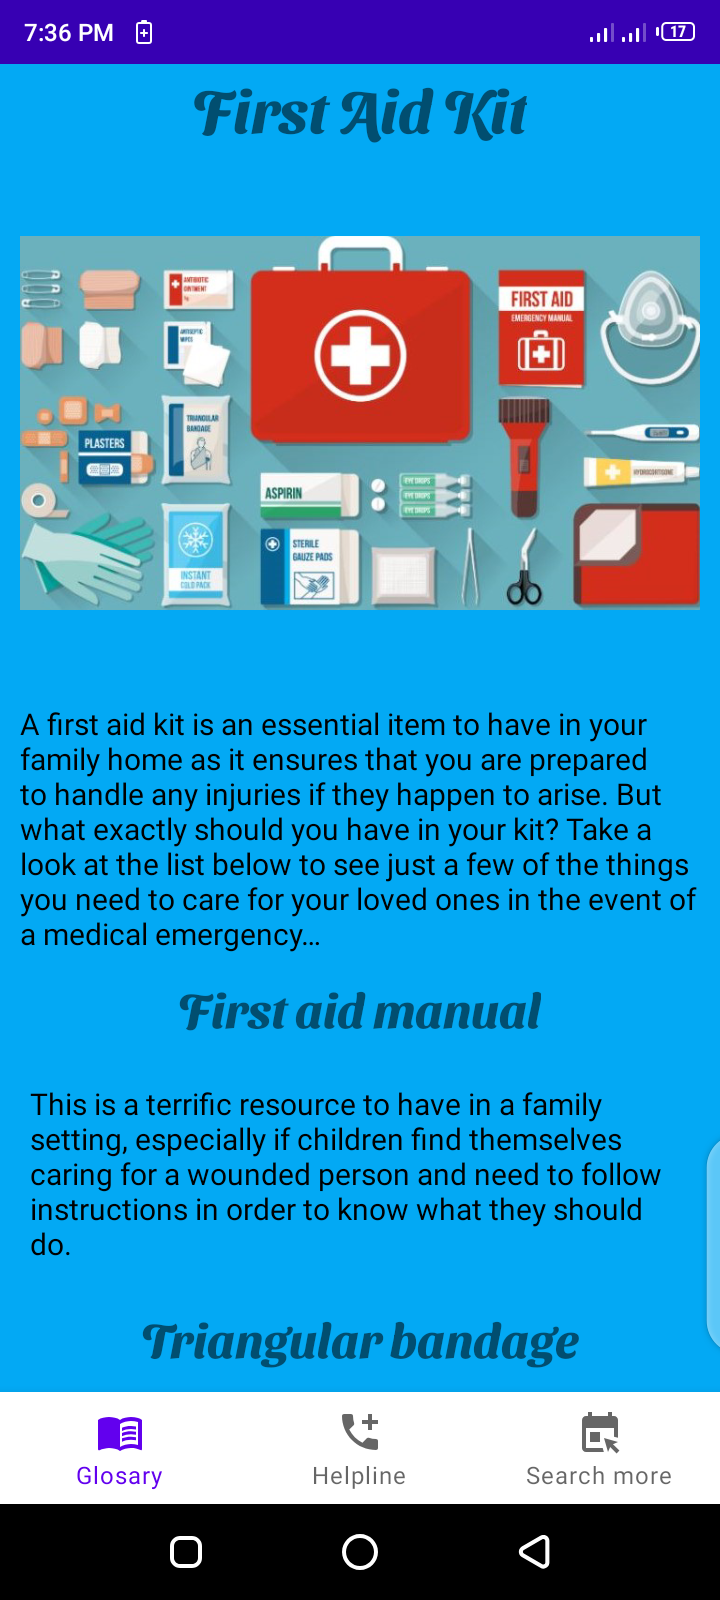 7:36 PM
17
First Aid Kit
ANTIBIOTIC
OINTMENT
FIRST AID
EMERGENCY MANUAL
ANTISEPTIC
WIPES
TRIANGULAR
BANDAGE
PLASTERS
HYDROCORTISONE
ASPIRIN
EYE DROPS
EYE DROPS
EYE DROPS
STERILE
GAUZE PADS
INSTANT
COLD PACK
A first aid kit is an essential item to have in your
family home as it ensures that you are prepared
to handle any injuries if they happen to arise. But
what exactly should you have in your kit? Take a
look at the list below to see just a few of the things
you need to care for your loved ones in the event of
a medical emergency...
First aid manual
This is a terrific resource to have in a family
setting, especially if children find themselves
caring for a wounded person and need to follow
instructions in order to know what they should
do.
Triangular bandage
Glosary
Helpline
Search more